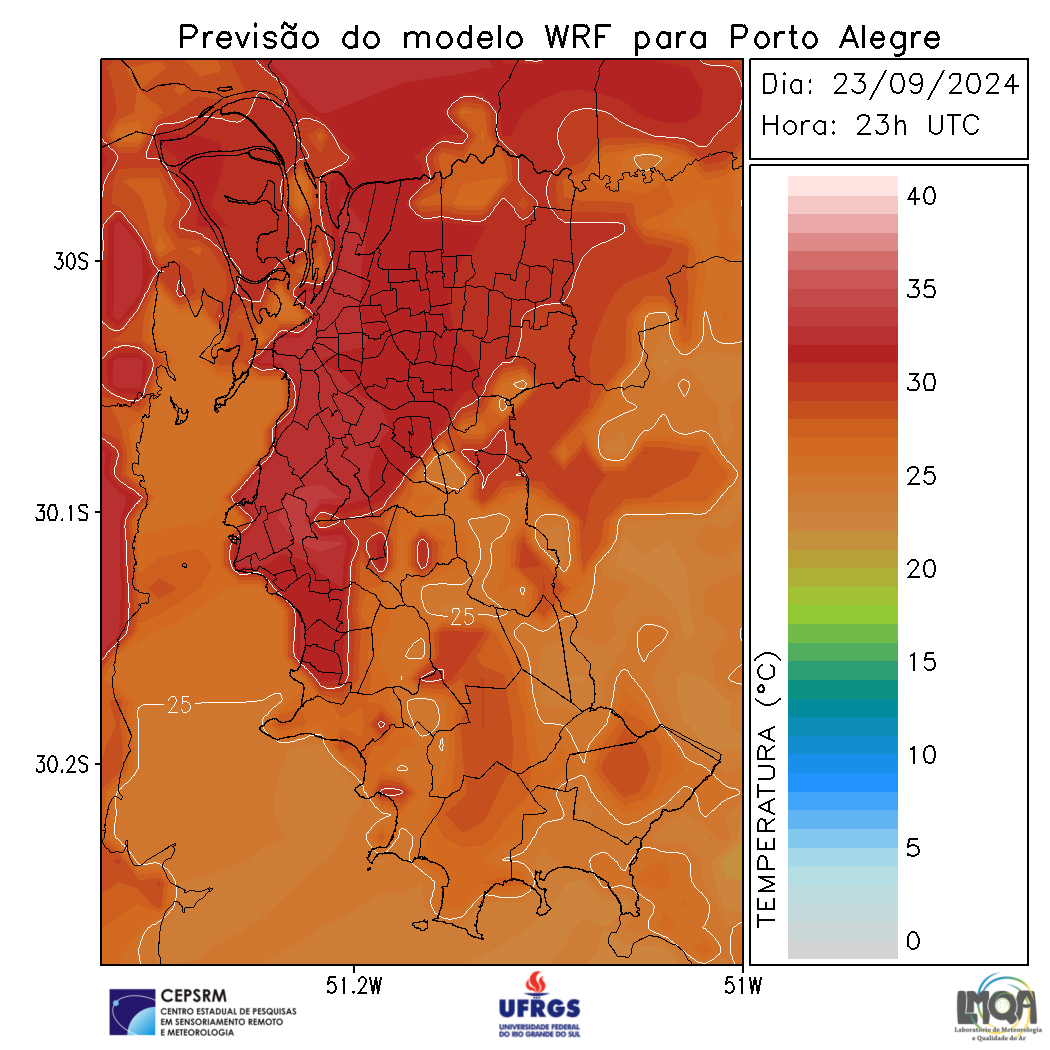 Previsão do modelo WRF para Porto Alegre
Dia: 23/09/2024
Hora: 23h UTC
40
35
30
25
20
15
10
5
0
TEMPERATURA (°C)
30S
30.1S
30.2S
51.2W
51W
25
25
CEPSRM
CENTRO ESTADUAL DE PESQUISAS
EM SENSORIAMENTO REMOTO
E METEOROLOGIA
UFRGS
UNIVERSIDADE FEDERAL
DO RIO GRANDE DO SUL
LMQA
Laboratório de Meteorologia
e Qualidade do Ar